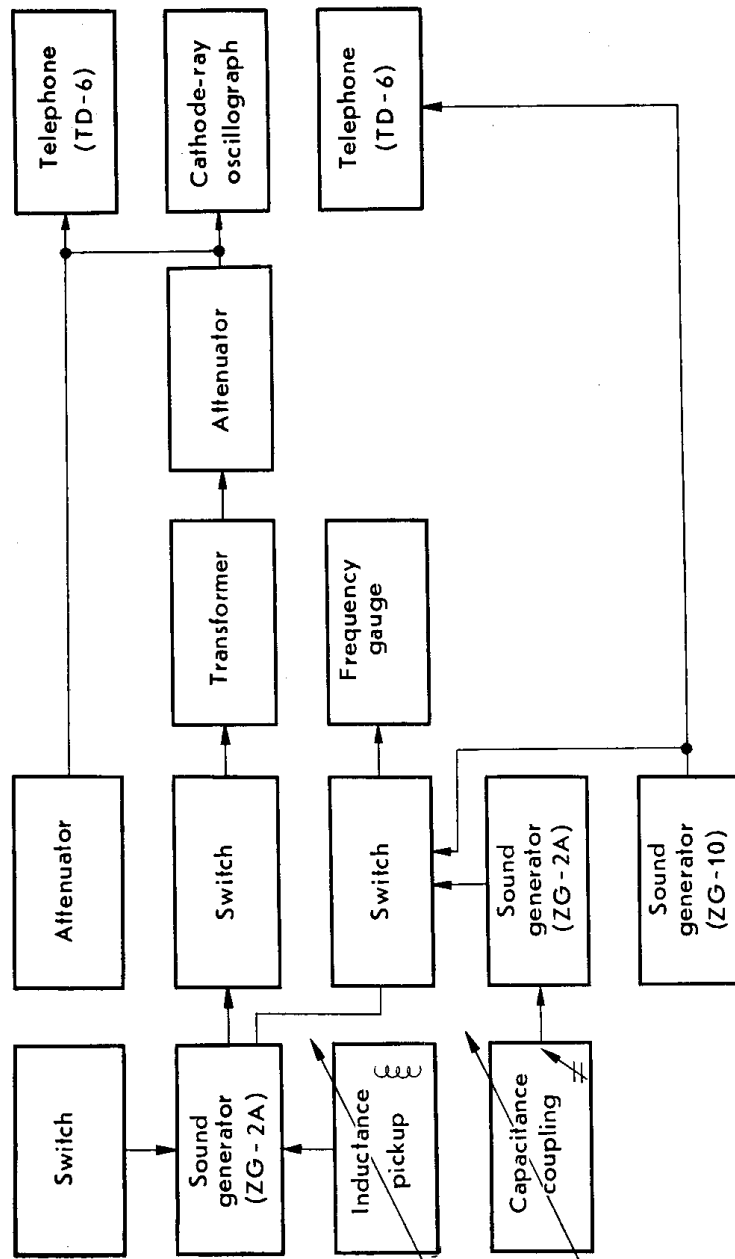 Capacitance
coupling
Inductance
pickup
Sound
generator
(ZG-2A)
Switch
Sound
generator
(ZG-10)
Sound
generator
(ZG-2A)
Switch
Switch
Attenuator
Frequency
gauge
Transformer
Attenuator
Telephone
(TD-6)
Cathode-ray
oscillograph
Telephone
(TD-6)